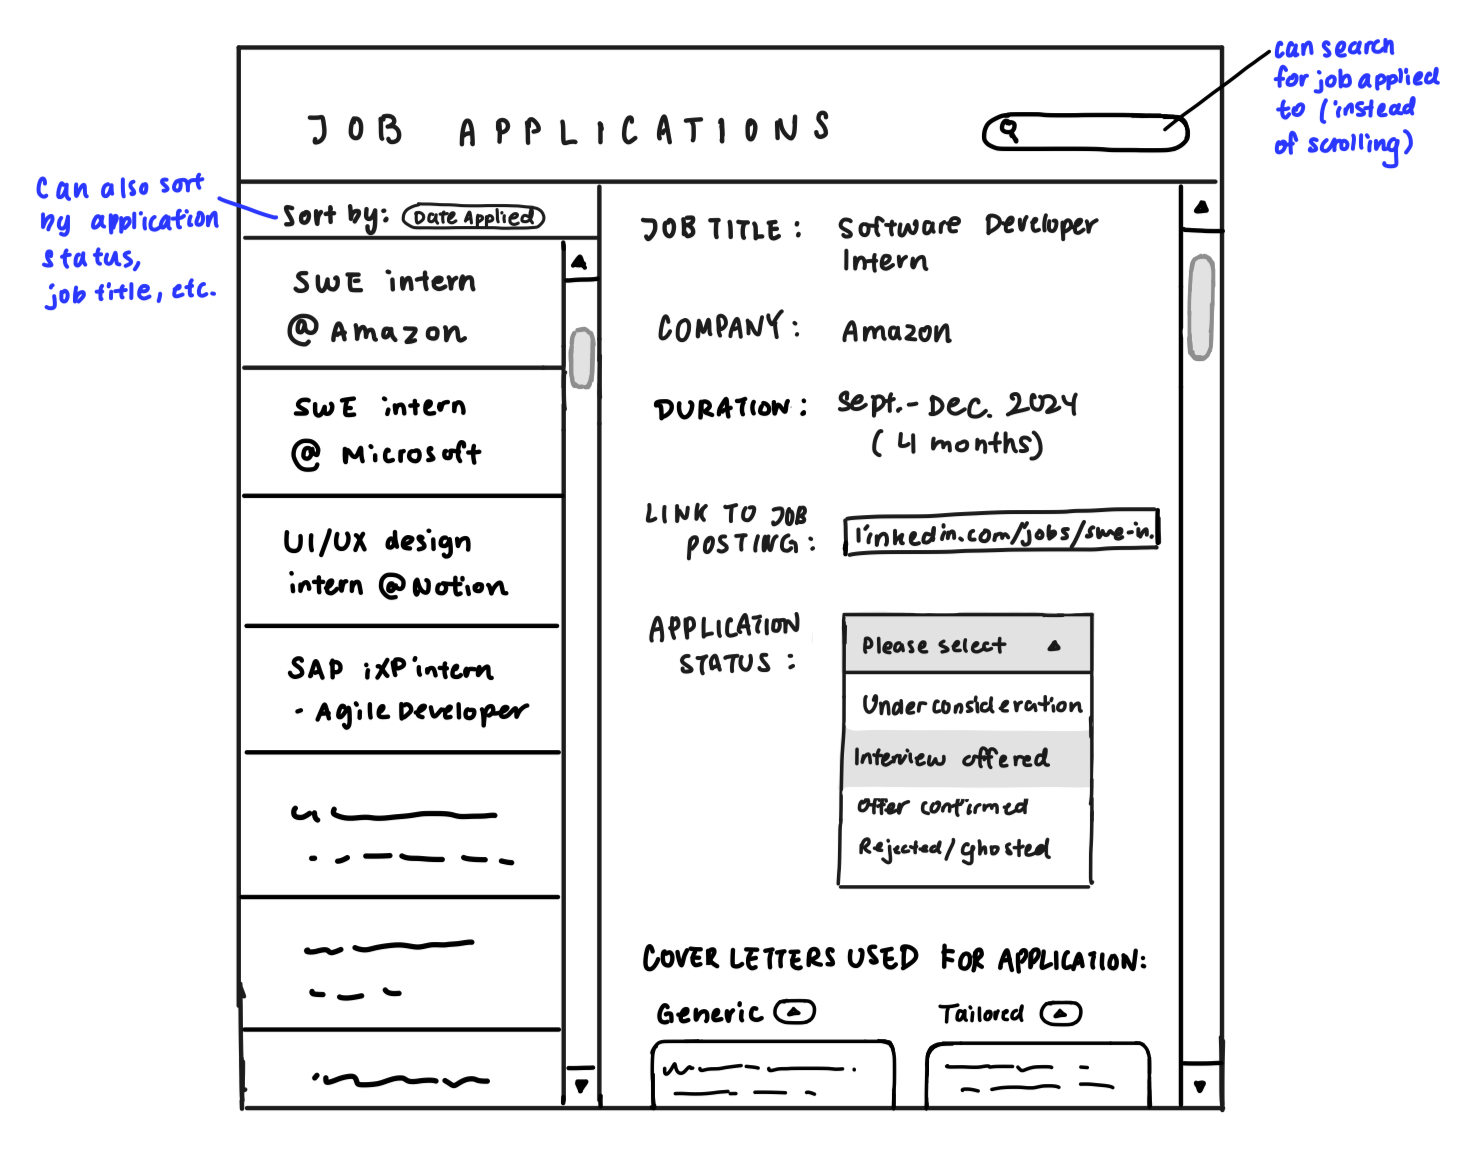 JOB APPLICATIONS
can search
for job applied
to (instead
of scrolling)
Can also sort
by application
status,
job title, etc.
Sort by: Date Applied
SWE intern
@ Amazon
SWE intern
@ Microsoft
UI/UX design
intern @Notion
SAP iXP intern
- Agile Developer
JOB TITLE: Software Developer
Intern
COMPANY: Amazon
DURATION: Sept. - Dec. 2024
(4 months)
LINK TO JOB
POSTING: linkedin.com/jobs/swe-in.
APPLICATION
STATUS:
Please select
Under consideration
Interview offered
Offer confirmed
Rejected/Ghosted
COVER LETTERS USED FOR APPLICATION:
Generic
Tailored